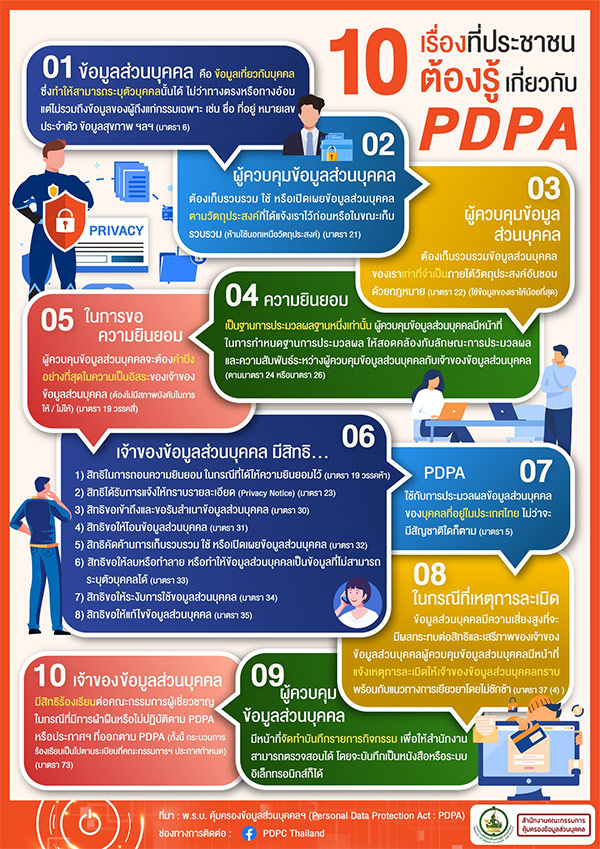 10 เรื่องที่ประชาชน
ต้องรู้ เกี่ยวกับ
PDPA
01 ข้อมูลส่วนบุคคล คือ ข้อมูลเกี่ยวกับบุคคล
ซึ่งทำให้สามารถระบุตัวบุคคลนั้นได้ ไม่ว่าทางตรงหรือทางอ้อม
แต่ไม่รวมถึงข้อมูลของผู้ถึงแก่กรรมเฉพาะ เช่น ชื่อ ที่อยู่ หมายเลข
ประจำตัว ข้อมูลสุขภาพ ฯลฯ (มาตรา 6)
02
ผู้ควบคุมข้อมูลส่วนบุคคล
ต้องเก็บรวบรวม ใช้ หรือเปิดเผยข้อมูลส่วนบุคคล
ตามวัตถุประสงค์ที่ได้แจ้งเราไว้ก่อนหรือในขณะเก็บ
รวบรวม (ห้ามใช้นอกเหนือวัตถุประสงค์) (มาตรา 21)
PRIVACY
03
ผู้ควบคุมข้อมูล
ส่วนบุคคล
ต้องเก็บรวบรวมข้อมูลส่วนบุคคล
ของเราเท่าที่จำเป็นภายใต้วัตถุประสงค์อันชอบ
ด้วยกฎหมาย (มาตรา 22) (ใช้ข้อมูลของเราให้น้อยที่สุด)
04 ความยินยอม
เป็นฐานการประมวลผลฐานหนึ่งเท่านั้น ผู้ควบคุมข้อมูลส่วนบุคคลมีหน้าที่
ในการกำหนดฐานการประมวลผล ให้สอดคล้องกับลักษณะการประมวลผล
และความสัมพันธ์ระหว่างผู้ควบคุมข้อมูลส่วนบุคคลกับเจ้าของข้อมูลส่วนบุคคล
(ตามมาตรา 24 หรือมาตรา 26)
05 ในการขอ
ความยินยอม
ผู้ควบคุมข้อมูลส่วนบุคคลจะต้องคำนึง
อย่างที่สุดในความเป็นอิสระของเจ้าของ
ข้อมูลส่วนบุคคล (ต้องไม่มีสภาพบังคับในการ
ให้ / ไม่ให้) (มาตรา 19 วรรคสี่)
06
เจ้าของข้อมูลส่วนบุคคล มีสิทธิ...
1) สิทธิในการถอนความยินยอม ในกรณีที่ได้ให้ความยินยอมไว้ (มาตรา 19 วรรคห้า)
2) สิทธิได้รับการแจ้งให้ทราบรายละเอียด (Privacy Notice) (มาตรา 23)
3) สิทธิขอเข้าถึงและขอรับสำเนาข้อมูลส่วนบุคคล (มาตรา 30)
4) สิทธิขอให้โอนข้อมูลส่วนบุคคล (มาตรา 31)
5) สิทธิคัดค้านการเก็บรวบรวม ใช้ หรือเปิดเผยข้อมูลส่วนบุคคล (มาตรา 32)
6) สิทธิขอให้ลบหรือทำลาย หรือทำให้ข้อมูลส่วนบุคคลเป็นข้อมูลที่ไม่สามารถ
ระบุตัวบุคคลได้ (มาตรา 33)
7) สิทธิขอให้ระงับการใช้ข้อมูลส่วนบุคคล (มาตรา 34)
8) สิทธิขอให้แก้ไขข้อมูลส่วนบุคคล (มาตรา 35)
PDPA 07
ใช้กับการประมวลผลข้อมูลส่วนบุคคล
ของบุคคลที่อยู่ในประเทศไทย ไม่ว่าจะ
มีสัญชาติใดก็ตาม (มาตรา 5)
08
ในกรณีที่เหตุการละเมิด
ข้อมูลส่วนบุคคลมีความเสี่ยงสูงที่จะ
มีผลกระทบต่อสิทธิและเสรีภาพของเจ้าของ
ข้อมูลส่วนบุคคลผู้ควบคุมข้อมูลส่วนบุคคลมีหน้าที่
แจ้งเหตุการละเมิดให้เจ้าของข้อมูลส่วนบุคคลทราบ
พร้อมกับแนวทางการเยียวยาโดยไม่ชักช้า (มาตรา 37 (4) )
09 ผู้ควบคุม
ข้อมูลส่วนบุคคล
มีหน้าที่จัดทำบันทึกรายการกิจกรรม เพื่อให้สำนักงาน
สามารถตรวจสอบได้ โดยจะบันทึกเป็นหนังสือหรือระบบ
อิเล็กทรอนิกส์ก็ได้
10 เจ้าของข้อมูลส่วนบุคคล
มีสิทธิร้องเรียนต่อคณะกรรมการผู้เชี่ยวชาญ
ในกรณีที่มีการฝ่าฝืนหรือไม่ปฏิบัติตาม PDPA
หรือประกาศฯ ที่ออกตาม PDPA (ทั้งนี้ กระบวนการ
ร้องเรียนเป็นไปตามระเบียบที่คณะกรรมการฯ ประกาศกำหนด)
(มาตรา 73)
ที่มา : พ.ร.บ. คุ้มครองข้อมูลส่วนบุคคลฯ (Personal Data Protection Act : PDPA)
ช่องทางการติดต่อ : PDPC Thailand
สำนักงานคณะกรรมการ
คุ้มครองข้อมูลส่วนบุคคล